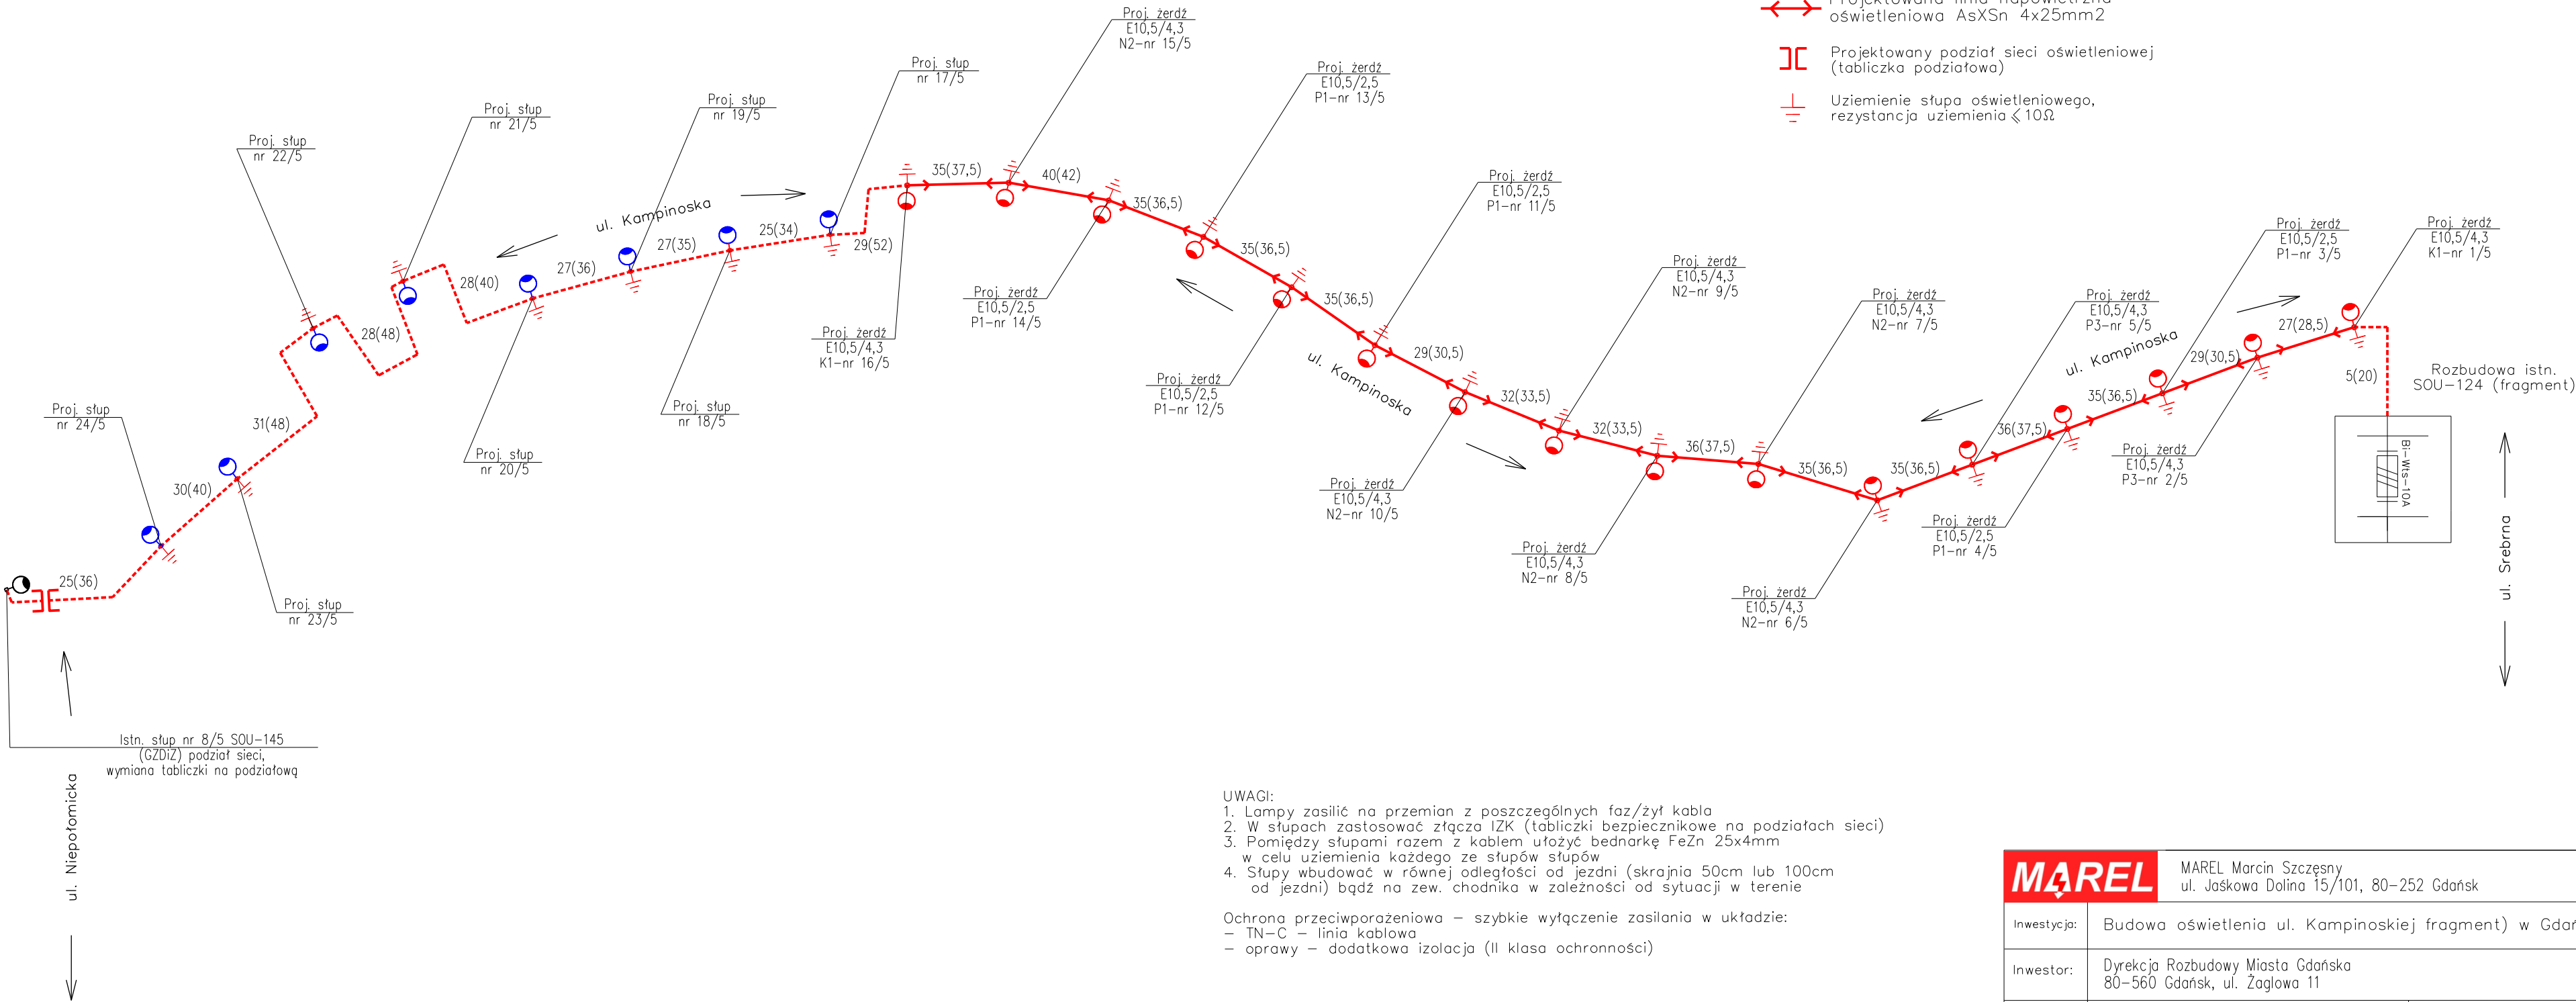 Projektowana linia napowietrzna
oświetleniowa AsXSn 4x25mm2
Projektowany podział sieci oświetleniowej
(tabliczka podziałowa)
Uziemienie słupa oświetleniowego,
rezystancja uziemienia ⩽10Ω
Proj. żerdź
E10,5/4,3
N2-nr 15/5
Proj. słup
nr 17/5
Proj. żerdź
E10,5/2,5
P1-nr 13/5
Proj. słup
nr 19/5
Proj. słup
nr 21/5
Proj. słup
nr 22/5
ul. Kampinoska
35(37,5)
40(42)
35(36,5)
35(36,5)
35(36,5)
29(30,5)
32(33,5)
32(33,5)
36(37,5)
35(36,5)
35(36,5)
36(37,5)
35(36,5)
29(30,5)
27(28,5)
5(20)
29(52)
25(34)
27(35)
27(36)
28(40)
28(48)
31(48)
30(40)
25(36)
Proj. żerdź
E10,5/2,5
P1-nr 11/5
Proj. żerdź
E10,5/4,3
N2-nr 9/5
Proj. żerdź
E10,5/4,3
N2-nr 7/5
Proj. żerdź
E10,5/4,3
P3-nr 5/5
Proj. żerdź
E10,5/2,5
P1-nr 3/5
Proj. żerdź
E10,5/4,3
K1-nr 1/5
ul. Kampinoska
ul. Kampinoska
Rozbudowa istn.
SOU-124 (fragment)
Bi-Wts-10A
ul. Srebrna
Proj. żerdź
E10,5/2,5
P1-nr 14/5
Proj. żerdź
E10,5/4,3
K1-nr 16/5
Proj. żerdź
E10,5/2,5
P1-nr 12/5
Proj. żerdź
E10,5/4,3
N2-nr 10/5
Proj. żerdź
E10,5/4,3
N2-nr 8/5
Proj. żerdź
E10,5/4,3
N2-nr 6/5
Proj. żerdź
E10,5/2,5
P1-nr 4/5
Proj. żerdź
E10,5/4,3
P3-nr 2/5
Proj. słup
nr 18/5
Proj. słup
nr 20/5
Proj. słup
nr 24/5
Proj. słup
nr 23/5
Istn. słup nr 8/5 SOU-145
(GZDiZ) podział sieci,
wymiana tabliczki na podziałową
ul. Niepołomicka
UWAGI:
1. Lampy zasilić na przemian z poszczególnych faz/żył kabla
2. W słupach zastosować złącza IZK (tabliczki bezpiecznikowe na podziałach sieci)
3. Pomiędzy słupami razem z kablem ułożyć bednarkę FeZn 25x4mm
w celu uziemienia każdego ze słupów słupów
4. Słupy wbudować w równej odległości od jezdni (skrajnia 50cm lub 100cm
od jezdni) bądź na zew. chodnika w zależności od sytuacji w terenie
Ochrona przeciwporażeniowa – szybkie wyłączenie zasilania w układzie:
– TN-C – linia kablowa
– oprawy – dodatkowa izolacja (II klasa ochronności)
MAREL
MAREL Marcin Szczęsny
ul. Jaśkowa Dolina 15/101, 80-252 Gdańsk
Inwestycja:
Budowa oświetlenia ul. Kampinoskiej fragment) w Gdań
Inwestor:
Dyrekcja Rozbudowy Miasta Gdańska
80-560 Gdańsk, ul. Żaglowa 11